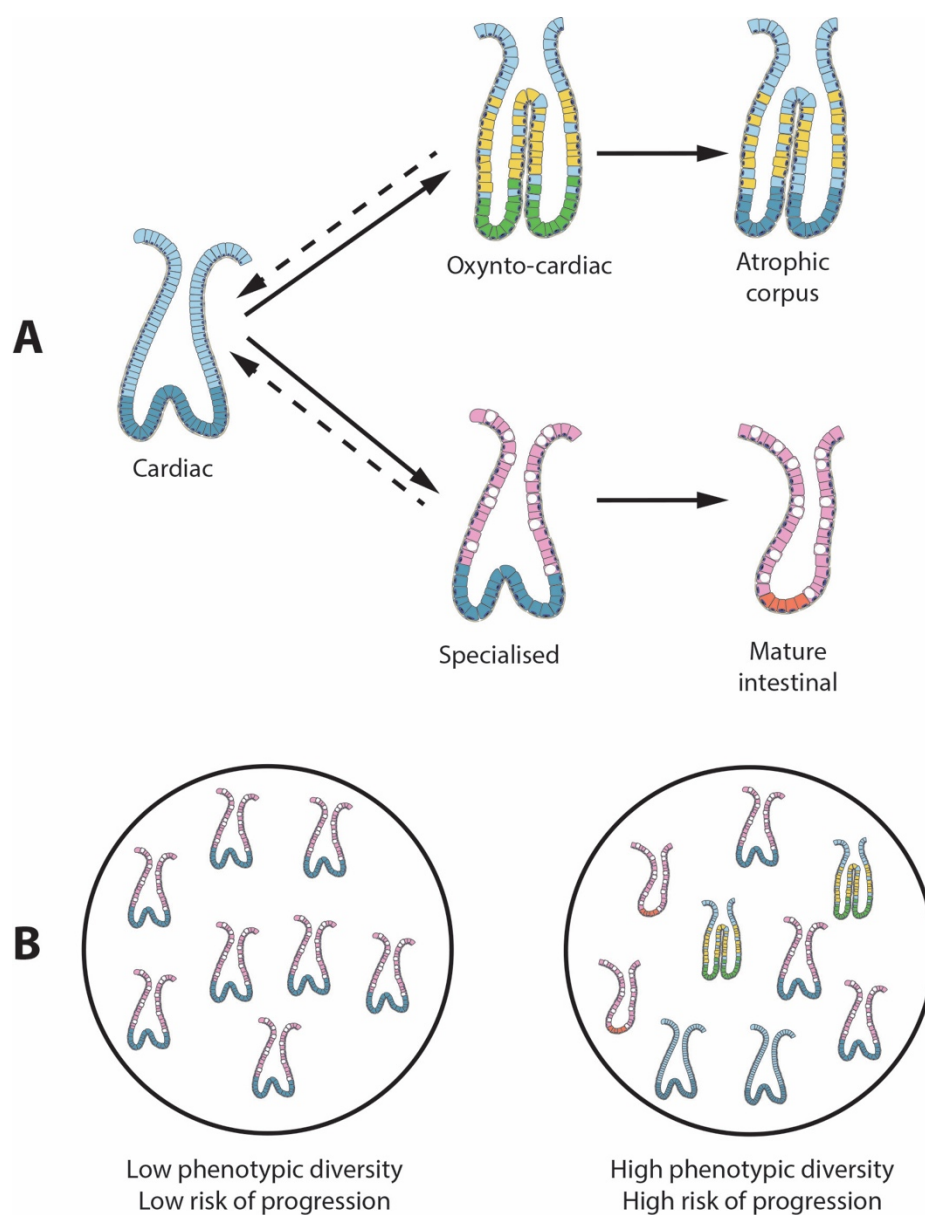 A
Cardiac
Oxynto-cardiac
Atrophic
corpus
Specialised
Mature
intestinal
B
Low phenotypic diversity
Low risk of progression
High phenotypic diversity
High risk of progression